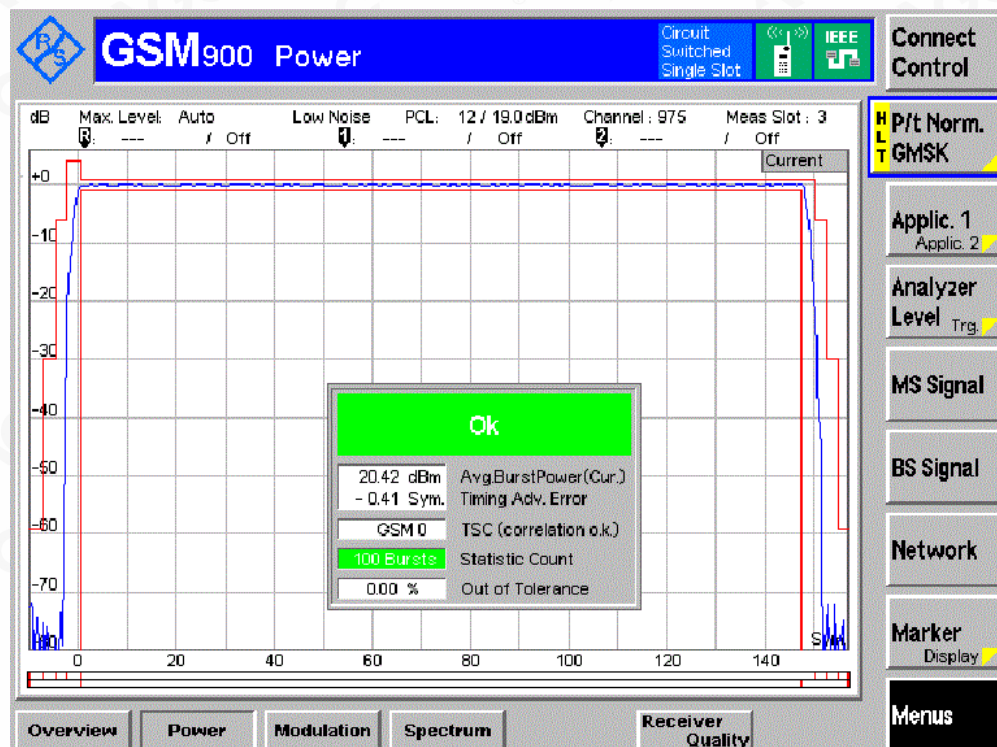 R&S
GSM900 Power
Circuit
Switched
Single Slot
IEEE
Connect
Control
dB Max. Level: Auto Low Noise PCL: 12 / 19.0 dBm Channel : 975 Meas Slot : 3
R: --- / Off 1: --- / Off 2: --- / Off
Current
H
L
T
P/t Norm.
GMSK
+0
-10
-20
-30
-40
-50
-60
-70
Ok
20.42 dBm Avg.BurstPower(Cur.)
- 0.41 Sym. Timing Adv. Error
GSM 0 TSC (correlation o.k.)
100 Bursts Statistic Count
0.00 % Out of Tolerance
0 20 40 60 80 100 120 140
Applic. 1
Applic. 2
Analyzer
Level Trg.
MS Signal
BS Signal
Network
Marker
Display
Menus
Overview
Power
Modulation
Spectrum
Receiver
Quality